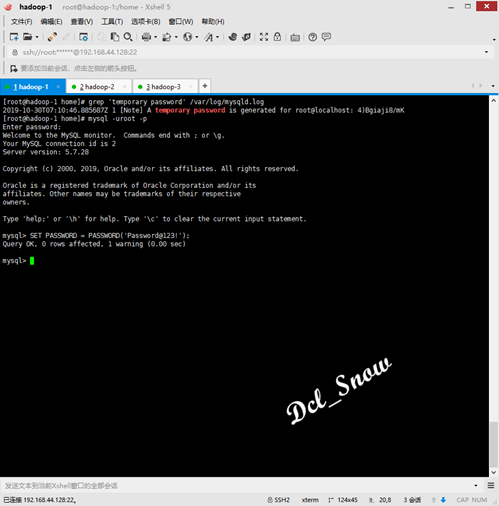 hadoop-1 root@hadoop-1:/home - Xshell 5
文件(F) 编辑(E) 查看(V) 工具(T) 选项卡(B) 窗口(W) 帮助(H)
ssh://root:******@192.168.44.128:22
要添加当前会话，点击左侧的箭头按钮。
1 hadoop-1 × 2 hadoop-2 × 3 hadoop-3 × +
[root@hadoop-1 home]# grep 'temporary password' /var/log/mysqld.log
2019-10-30T07:10:46.885687Z 1 [Note] A temporary password is generated for root@localhost: 4)Bgiaji8/mK
[root@hadoop-1 home]# mysql -uroot -p
Enter password:
Welcome to the MySQL monitor.  Commands end with ; or \g.
Your MySQL connection id is 2
Server version: 5.7.28
Copyright (c) 2000, 2019, Oracle and/or its affiliates. All rights reserved.
Oracle is a registered trademark of Oracle Corporation and/or its
affiliates. Other names may be trademarks of their respective
owners.
Type 'help;' or '\h' for help. Type '\c' to clear the current input statement.
mysql> SET PASSWORD = PASSWORD('Password@123!');
Query OK, 0 rows affected, 1 warning (0.00 sec)
mysql>
Dcl_Snow
发送文本到当前Xshell窗口的全部会话
已连接 192.168.44.128:22。 SSH2 xterm 124x45 20,8 3 会话 CAP NUM